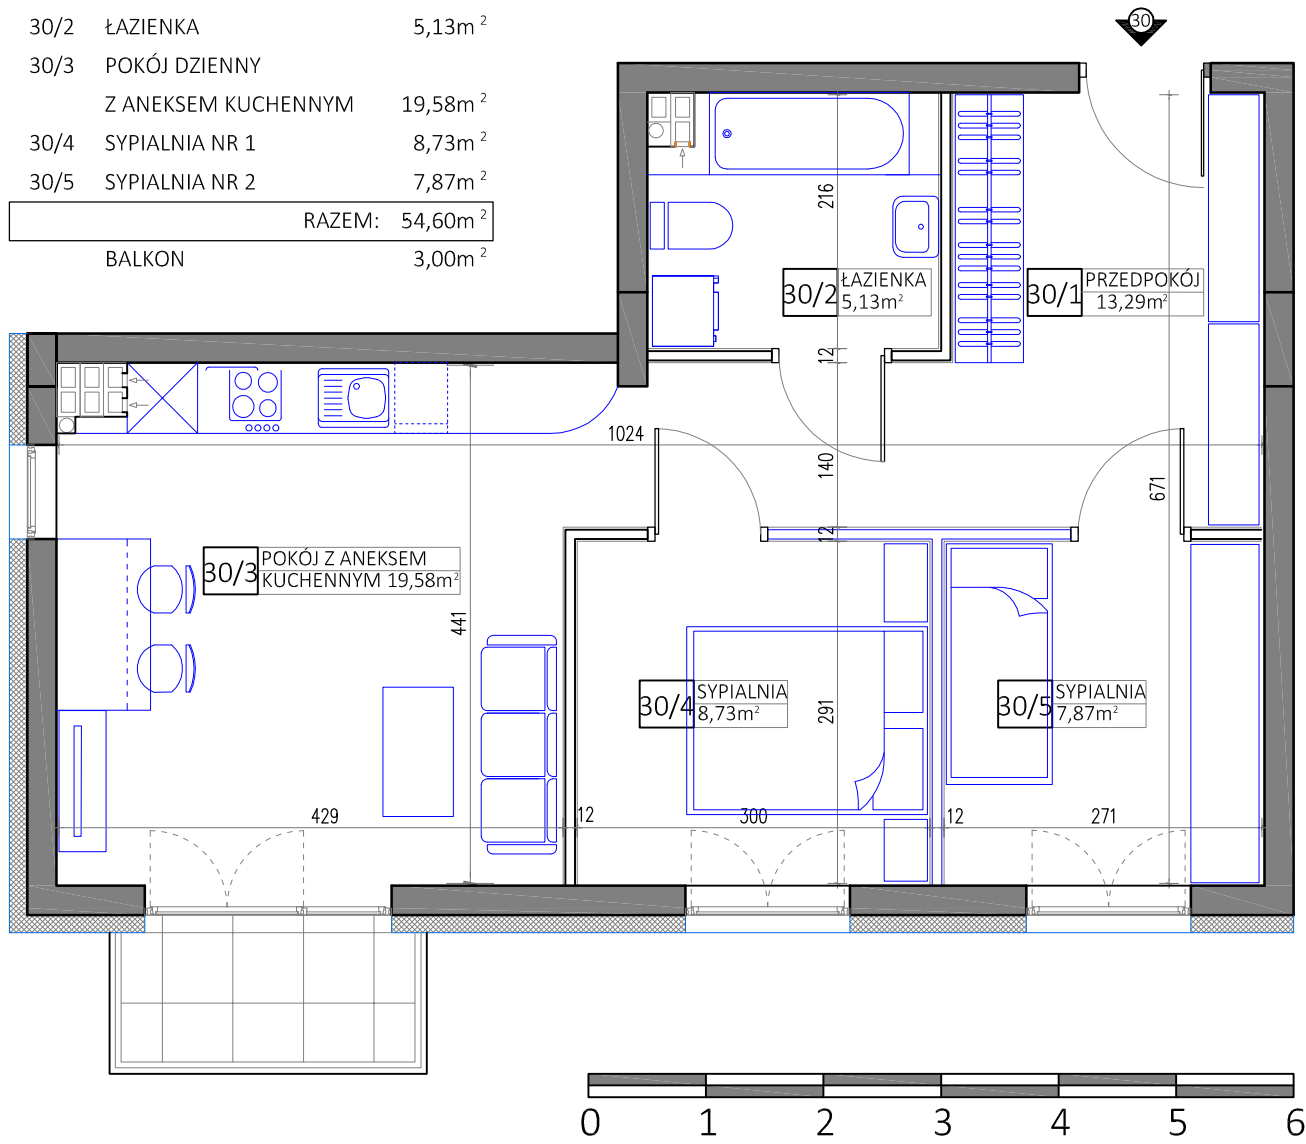 30/2 ŁAZIENKA 5,13m²
30/3 POKÓJ DZIENNY
Z ANEKSEM KUCHENNYM 19,58m²
30/4 SYPIALNIA NR 1 8,73m²
30/5 SYPIALNIA NR 2 7,87m²
RAZEM: 54,60m²
BALKON 3,00m²
30
216
30/2 ŁAZIENKA
5,13m²
30/1 PRZEDPOKÓJ
13,29m²
12
1024
140
671
12
30/3 POKÓJ Z ANEKSEM
KUCHENNYM 19,58m²
441
30/4 SYPIALNIA
8,73m²
291
30/5 SYPIALNIA
7,87m²
429
12
300
12
271
0 1 2 3 4 5 6